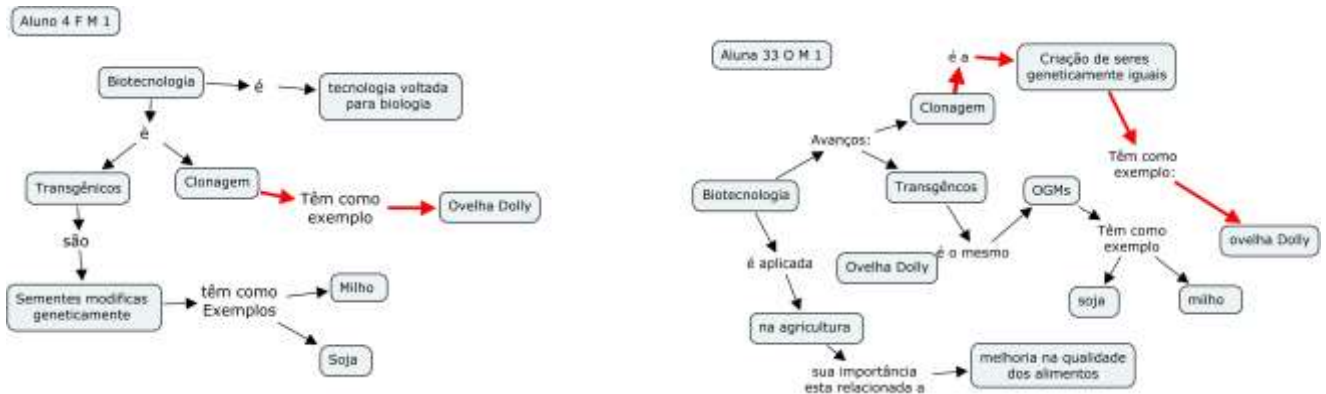 Aluno 4 F M 1
Biotecnologia
é
tecnologia voltada
para biologia
é
Transgênicos
Clonagem
Têm como
exemplo
Ovelha Dolly
são
Sementes modificas
geneticamente
têm como
Exemplos
Milho
Soja
Aluna 33 O M 1
é a
Criação de seres
geneticamente iguais
Clonagem
Avanços:
Têm como
exemplo:
Biotecnologia
Transgêncos
OGMs
Têm como
exemplo
ovelha Dolly
é aplicada
Ovelha Dolly
é o mesmo
soja
milho
na agricultura
sua importância
esta relacionada a
melhoria na qualidade
dos alimentos